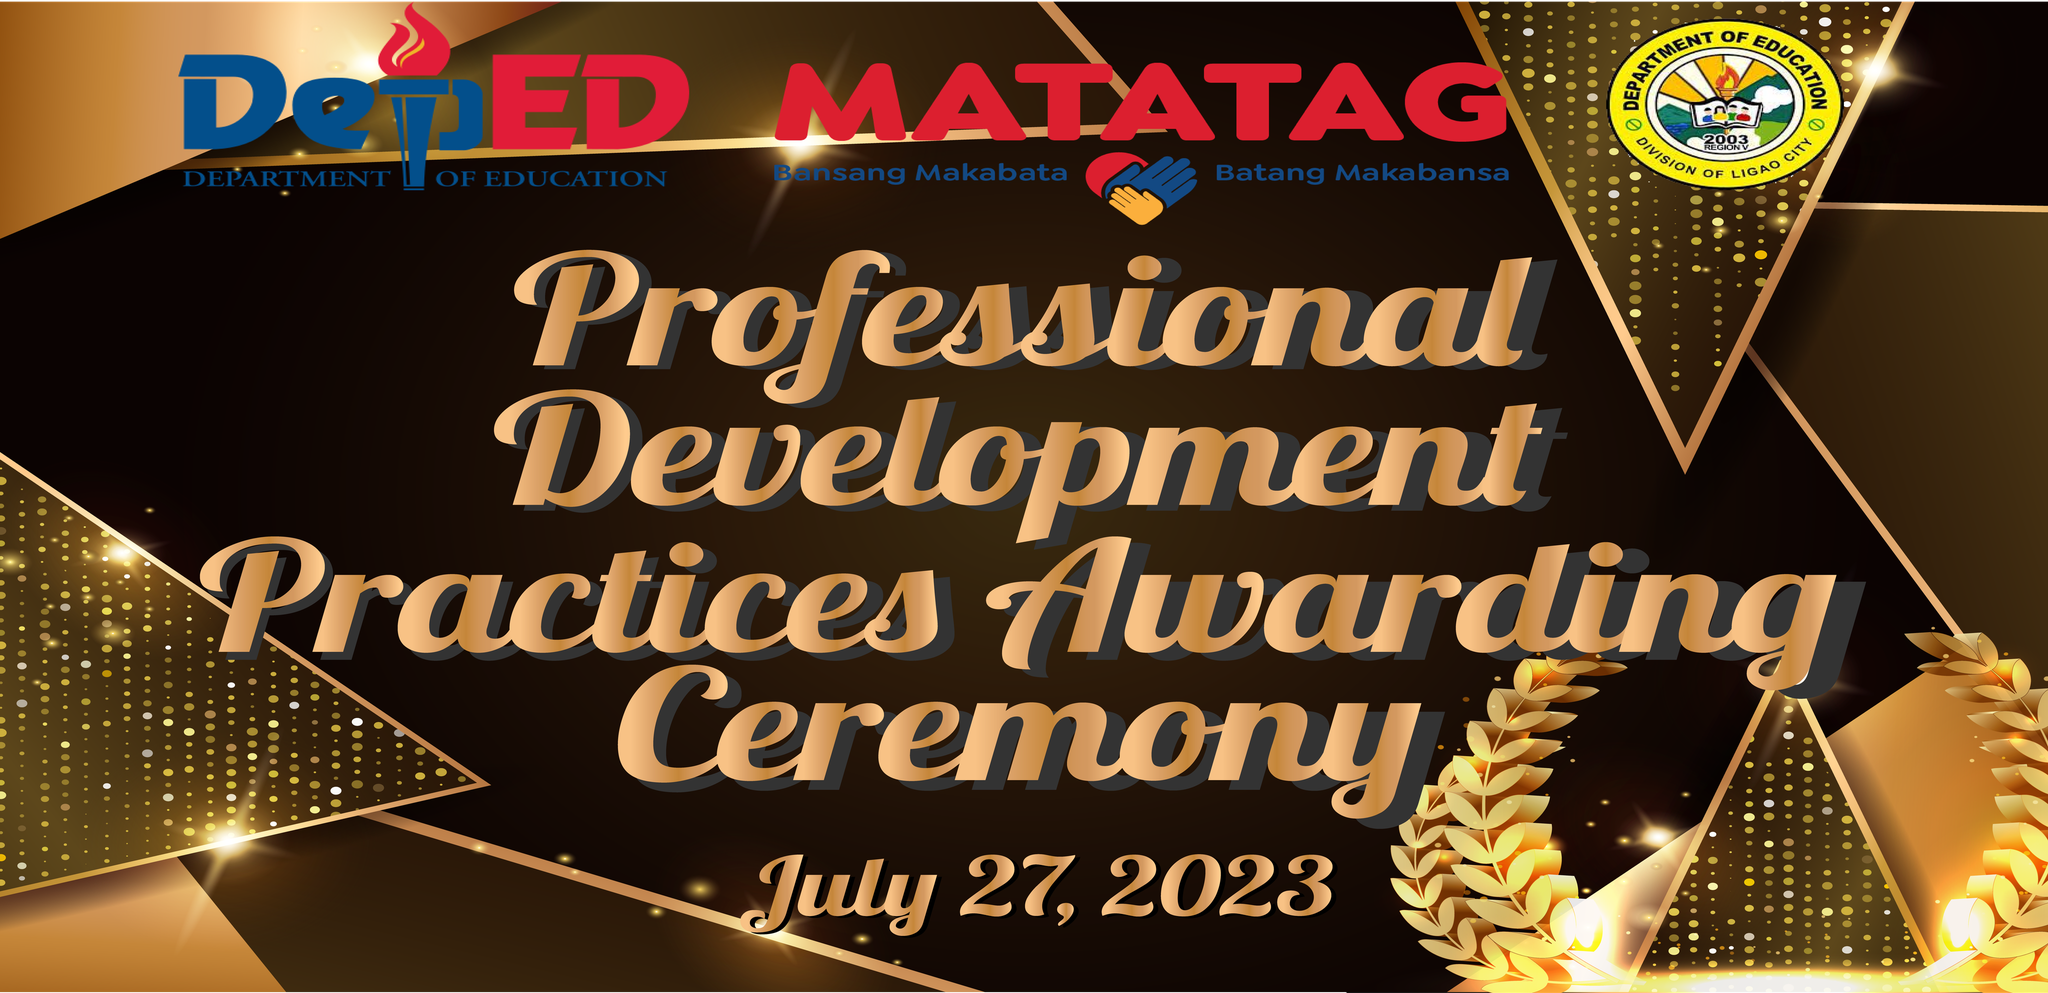 DepED
DEPARTMENT OF EDUCATION
MATATAG
Bansang Makabata Batang Makabansa
DEPARTMENT OF EDUCATION
2003
REGION V
DIVISION OF LIGAO CITY
Professional
Development
Practices Awarding
Ceremony
July 27, 2023